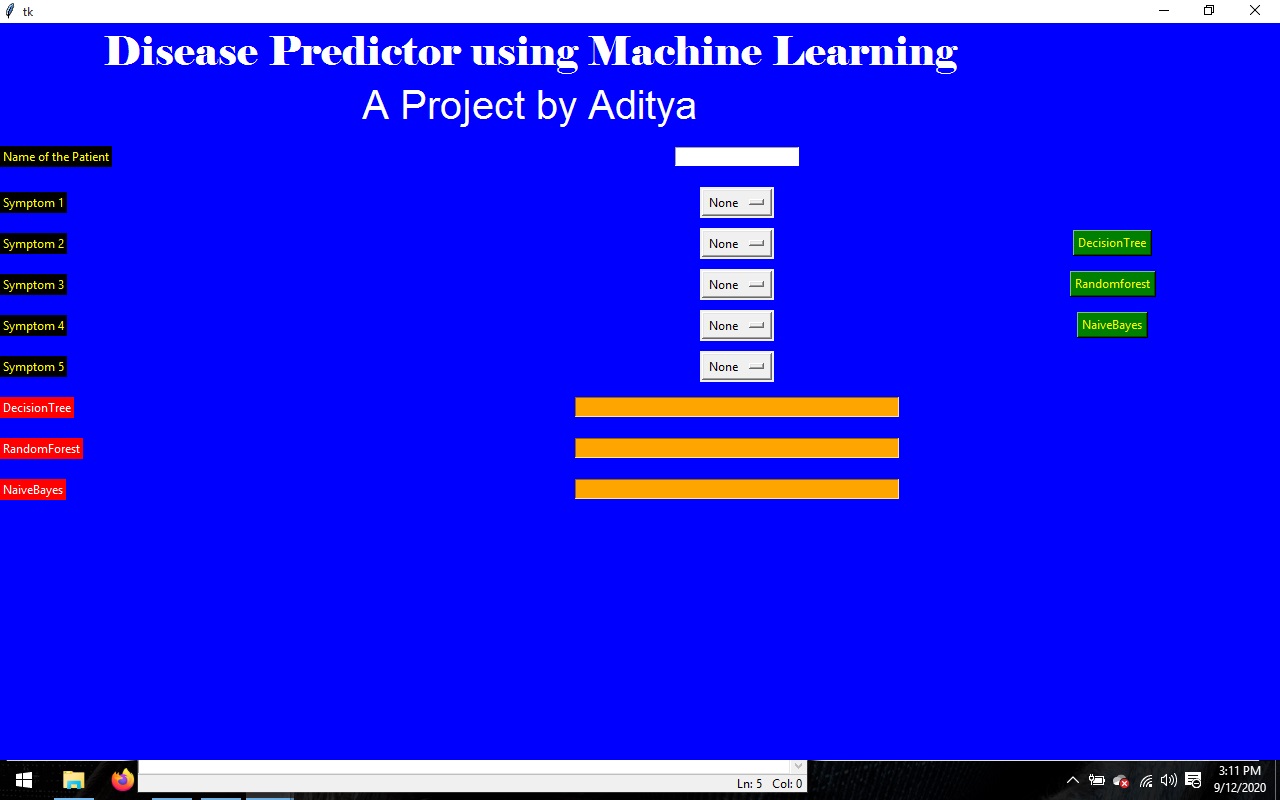 tk
Disease Predictor using Machine Learning
A Project by Aditya
Name of the Patient
Symptom 1 None
Symptom 2 None DecisionTree
Symptom 3 None Randomforest
Symptom 4 None NaiveBayes
Symptom 5 None
DecisionTree
RandomForest
NaiveBayes
Ln: 5 Col: 0
3:11 PM
9/12/2020